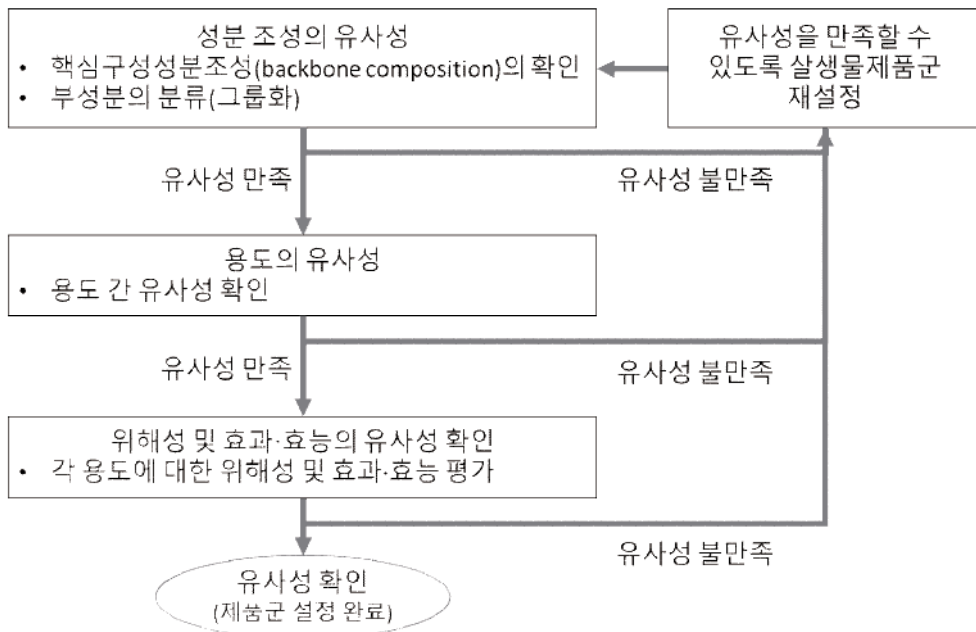 성분 조성의 유사성
• 핵심구성성분조성(backbone composition)의 확인
• 부성분의 분류(그룹화)
유사성을 만족할 수
있도록 살생물제품군
재설정
유사성 만족
유사성 불만족
용도의 유사성
• 용도 간 유사성 확인
유사성 만족
유사성 불만족
위해성 및 효과·효능의 유사성 확인
• 각 용도에 대한 위해성 및 효과·효능 평가
유사성 불만족
유사성 확인
(제품군 설정 완료)